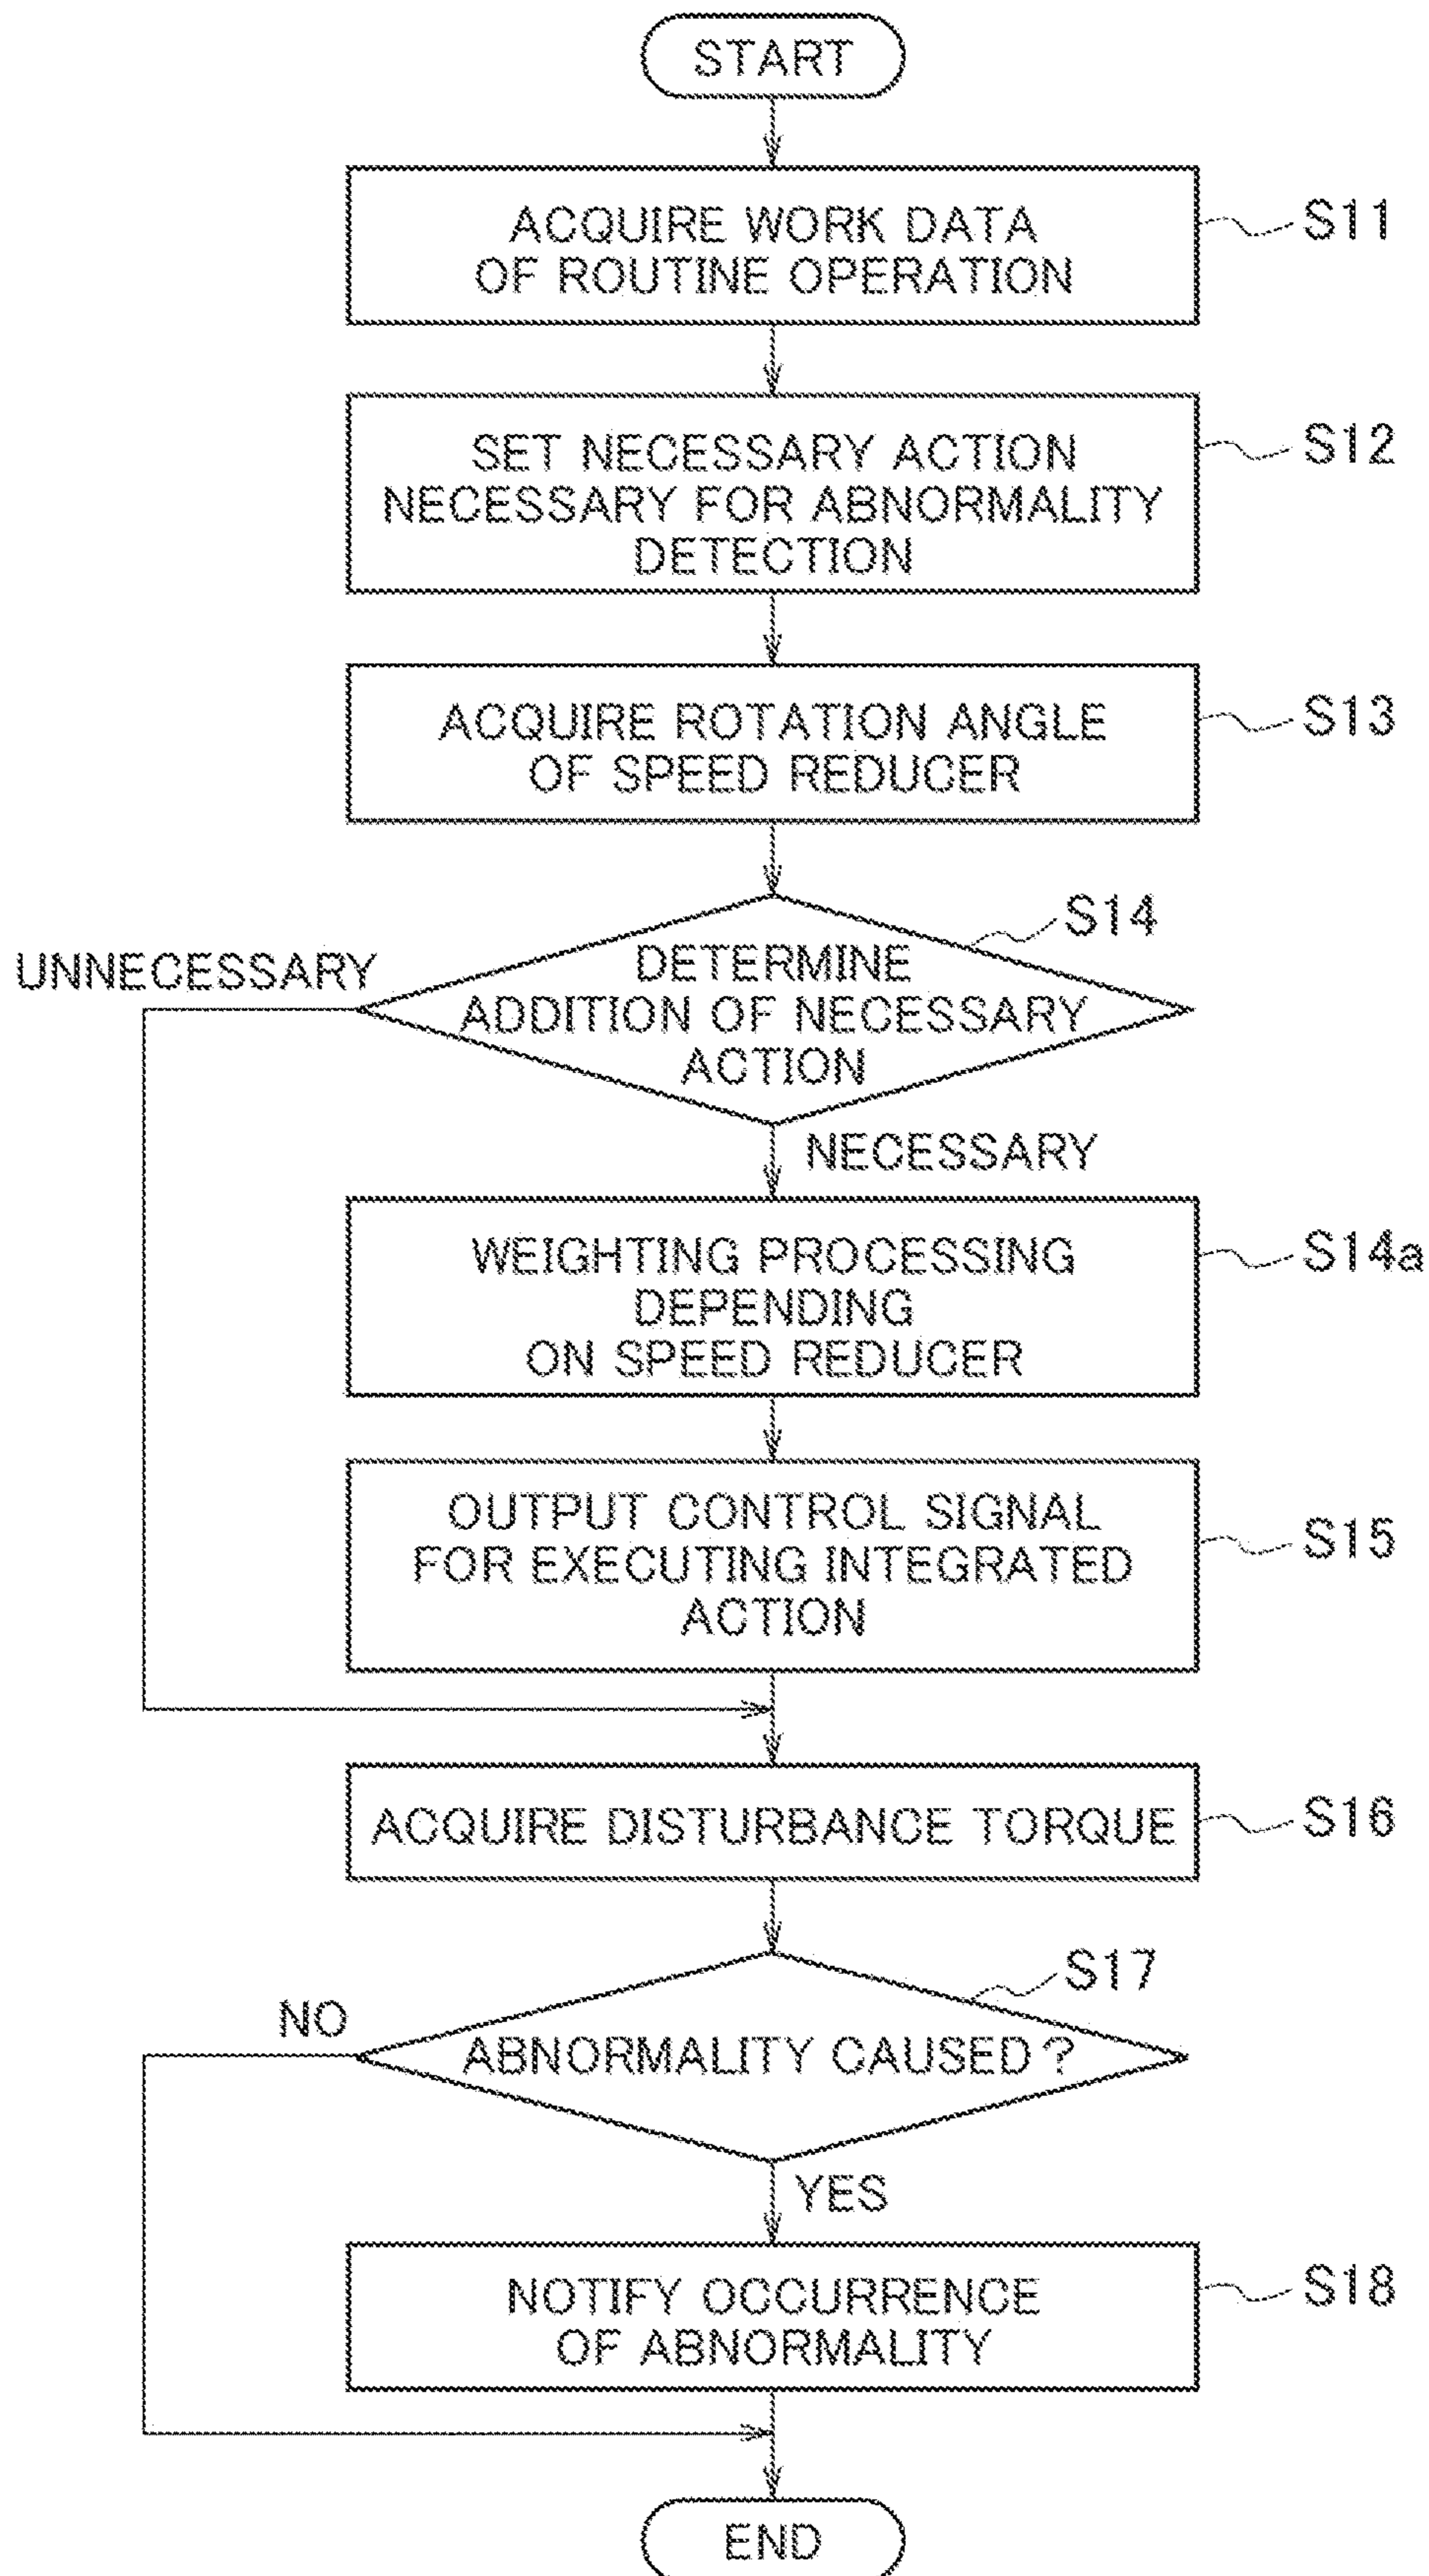 START
ACQUIRE WORK DATA
OF ROUTINE OPERATION
S11
SET NECESSARY ACTION
NECESSARY FOR ABNORMALITY
DETECTION
S12
ACQUIRE ROTATION ANGLE
OF SPEED REDUCER
S13
S14
UNNECESSARY
DETERMINE
ADDITION OF NECESSARY
ACTION
NECESSARY
WEIGHTING PROCESSING
DEPENDING
ON SPEED REDUCER
S14a
OUTPUT CONTROL SIGNAL
FOR EXECUTING INTEGRATED
ACTION
S15
ACQUIRE DISTURBANCE TORQUE
S16
S17
NO
ABNORMALITY CAUSED ?
YES
NOTIFY OCCURRENCE
OF ABNORMALITY
S18
END